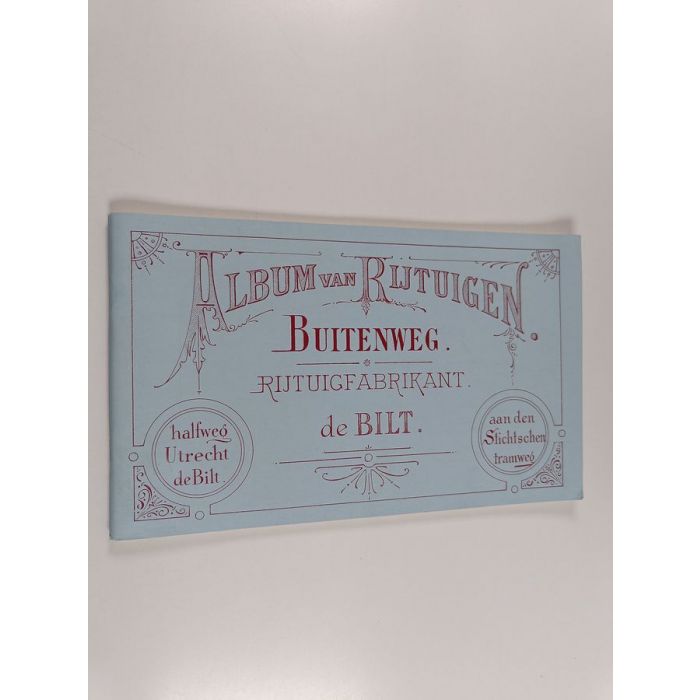 ALBUM VAN RIJTUIGEN.
BUITENWEG.
RIJTUIGFABRIKANT.
de BILT.
halfweg
Utrecht
de Bilt.
aan den
Stichtschen
tramweg